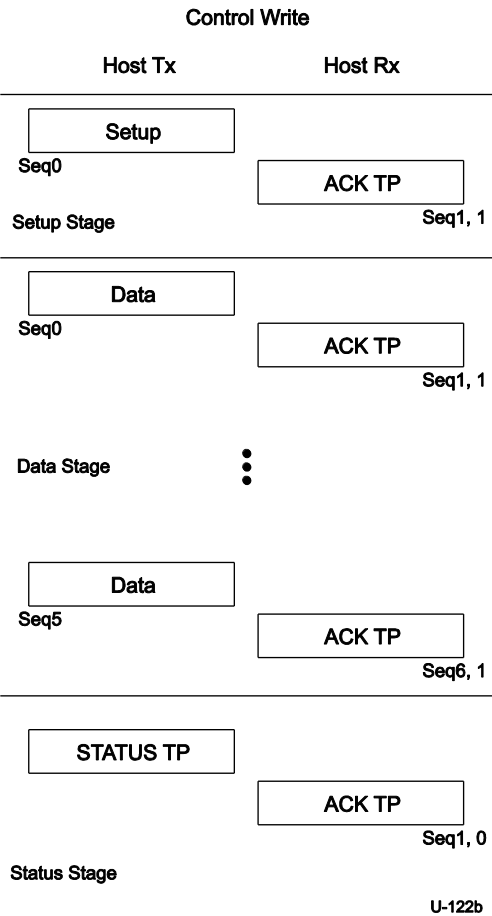 Control Write
Host Tx Host Rx
Setup
Seq0
ACK TP
Seq1, 1
Setup Stage
Data
Seq0
ACK TP
Seq1, 1
Data Stage
Data
Seq5
ACK TP
Seq6, 1
STATUS TP
ACK TP
Seq1, 0
Status Stage
U-122b